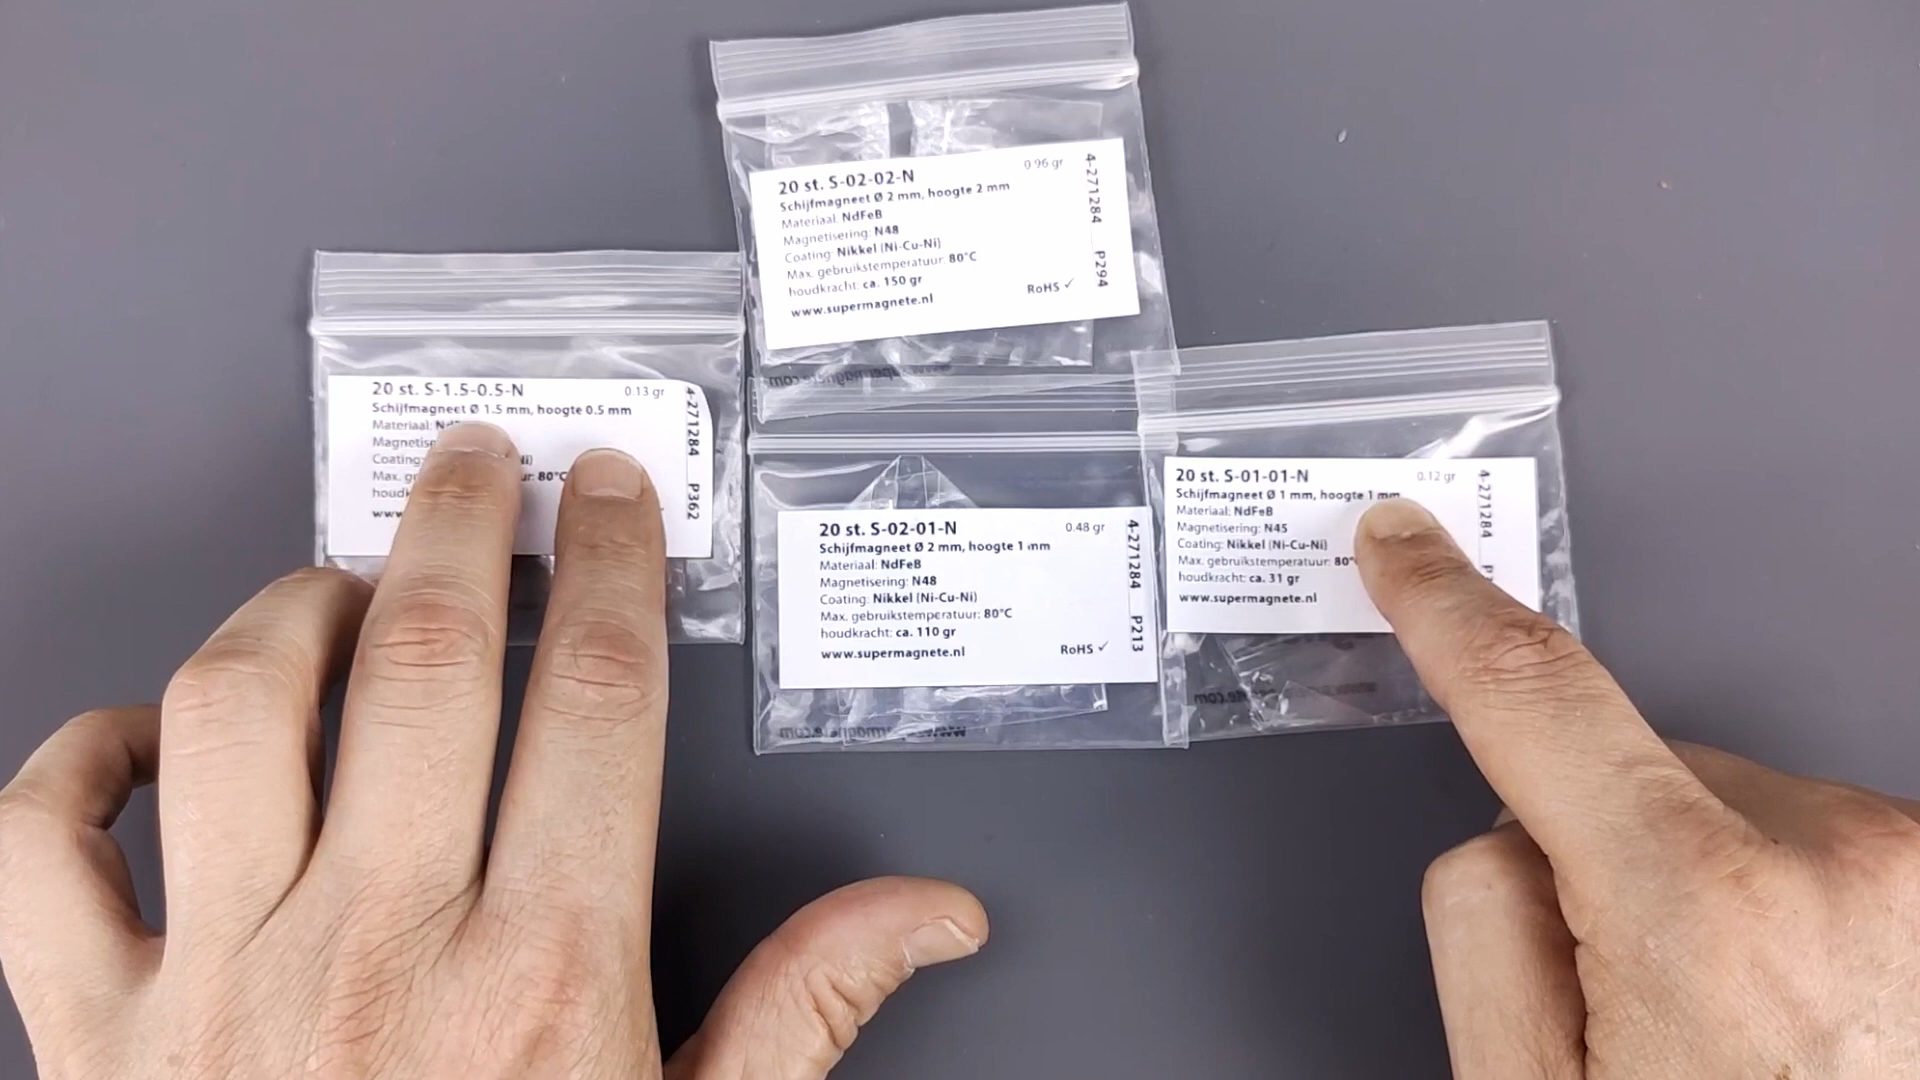 20 st. S-02-02-N
0.96 gr
Schijfmagneet Ø 2 mm, hoogte 2 mm
Materiaal: NdFeB
Magnetisering: N48
Coating: Nikkel (Ni-Cu-Ni)
Max. gebruikstemperatuur: 80°C
houdkracht: ca. 150 gr
www.supermagnete.nl
RoHS ✓
4-271284
P294
20 st. S-1.5-0.5-N
0.13 gr
Schijfmagneet Ø 1.5 mm, hoogte 0.5 mm
Materiaal:
Coating:
80°C
4-271284
P362
20 st. S-02-01-N
0.48 gr
Schijfmagneet Ø 2 mm, hoogte 1 mm
Materiaal: NdFeB
Magnetisering: N48
Coating: Nikkel (Ni-Cu-Ni)
Max. gebruikstemperatuur: 80°C
houdkracht: ca. 110 gr
www.supermagnete.nl
RoHS ✓
4-271284
P213
20 st. S-01-01-N
0.12 gr
Schijfmagneet Ø 1 mm, hoogte 1 mm
Materiaal: NdFeB
Magnetisering: N45
Coating: Nikkel (Ni-Cu-Ni)
Max. gebruikstemperatuur: 80°
houdkracht: ca. 31 gr
www.supermagnete.nl
4-271284